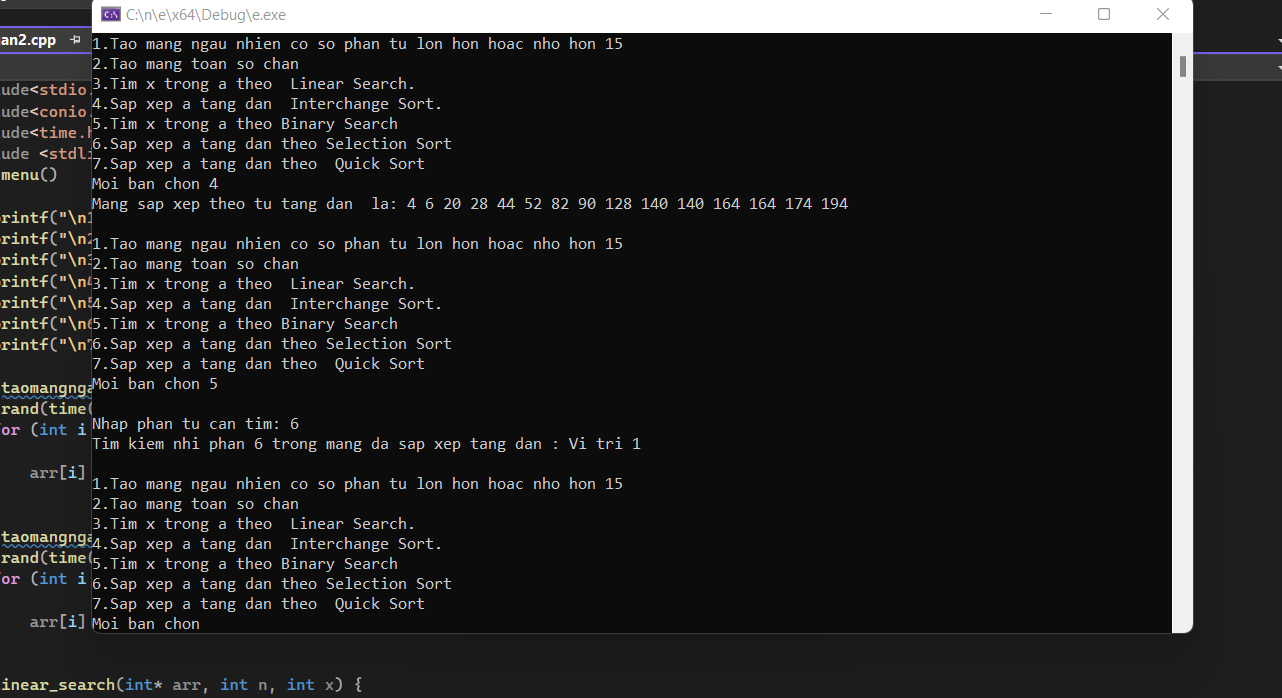 C:\n\e\x64\Debug\e.exe
an2.cpp
ude<stdio.
ude<conio.
ude<time.h
ude <stdli
menu()
rintf("\n1
rintf("\n2
rintf("\n3
rintf("\n4
rintf("\n5
rintf("\n6
rintf("\n7
taomangnga
rand(time(
or (int i
arr[i]
taomangnga
rand(time(
or (int i
arr[i]
inear_search(int* arr, int n, int x) {
1.Tao mang ngau nhien co so phan tu lon hon hoac nho hon 15
2.Tao mang toan so chan
3.Tim x trong a theo  Linear Search.
4.Sap xep a tang dan  Interchange Sort.
5.Tim x trong a theo Binary Search
6.Sap xep a tang dan theo Selection Sort
7.Sap xep a tang dan theo  Quick Sort
Moi ban chon 4
Mang sap xep theo tu tang dan  la: 4 6 20 28 44 52 82 90 128 140 140 164 164 174 194
1.Tao mang ngau nhien co so phan tu lon hon hoac nho hon 15
2.Tao mang toan so chan
3.Tim x trong a theo  Linear Search.
4.Sap xep a tang dan  Interchange Sort.
5.Tim x trong a theo Binary Search
6.Sap xep a tang dan theo Selection Sort
7.Sap xep a tang dan theo  Quick Sort
Moi ban chon 5
Nhap phan tu can tim: 6
Tim kiem nhi phan 6 trong mang da sap xep tang dan : Vi tri 1
1.Tao mang ngau nhien co so phan tu lon hon hoac nho hon 15
2.Tao mang toan so chan
3.Tim x trong a theo  Linear Search.
4.Sap xep a tang dan  Interchange Sort.
5.Tim x trong a theo Binary Search
6.Sap xep a tang dan theo Selection Sort
7.Sap xep a tang dan theo  Quick Sort
Moi ban chon